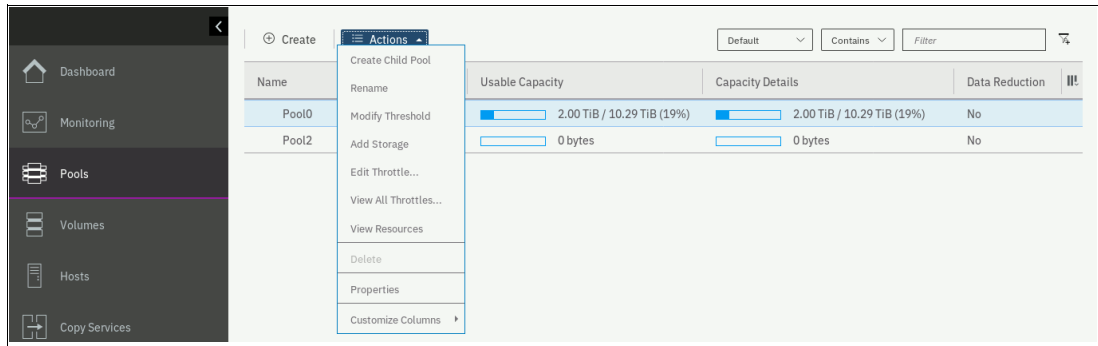 Create
Actions
Default
Contains
Filter
Dashboard
Monitoring
Pools
Volumes
Hosts
Copy Services
Create Child Pool
Rename
Modify Threshold
Add Storage
Edit Throttle...
View All Throttles...
View Resources
Delete
Properties
Customize Columns
Name Usable Capacity Capacity Details Data Reduction
Pool0 2.00 TiB / 10.29 TiB (19%) 2.00 TiB / 10.29 TiB (19%) No
Pool2 0 bytes 0 bytes No